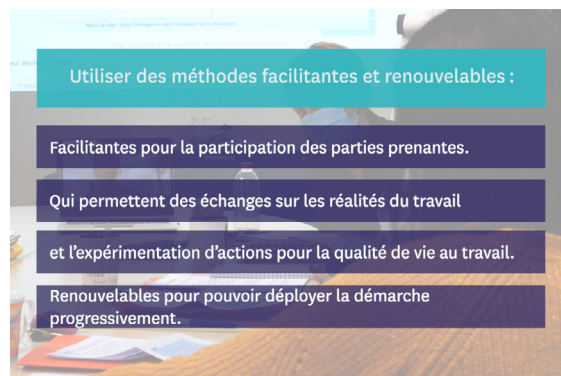 Utiliser des méthodes facilitantes et renouvelables :
Facilitantes pour la participation des parties prenantes.
Qui permettent des échanges sur les réalités du travail
et l’expérimentation d’actions pour la qualité de vie au travail.
Renouvelables pour pouvoir déployer la démarche
progressivement.